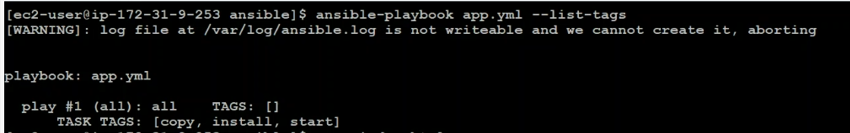 [ec2-user@ip-172-31-9-253 ansible]$ ansible-playbook app.yml --list-tags
[WARNING]: log file at /var/log/ansible.log is not writeable and we cannot create it, aborting
playbook: app.yml
play #1 (all): all TAGS: []
TASK TAGS: [copy, install, start]